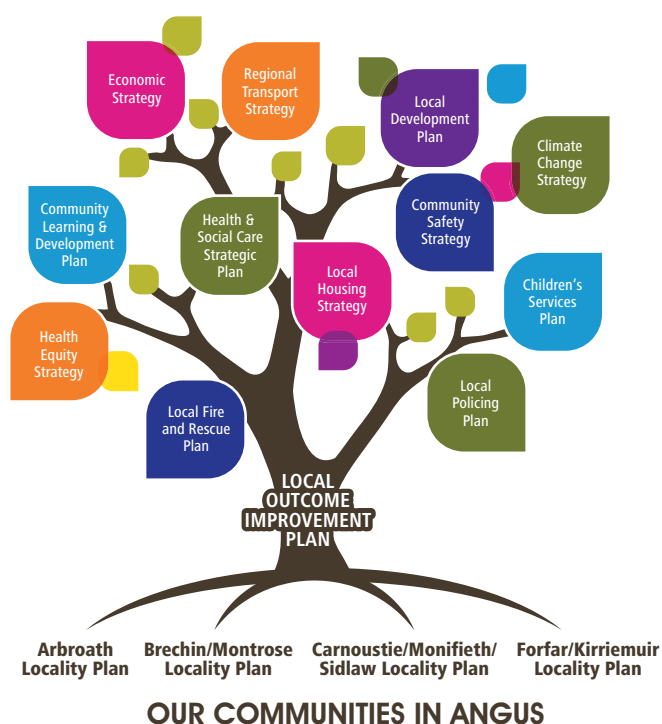 Economic
Strategy
Regional
Transport
Strategy
Local
Development
Plan
Climate
Change
Strategy
Community
Learning &
Development
Plan
Health &
Social Care
Strategic
Plan
Community
Safety
Strategy
Local
Housing
Strategy
Children's
Services
Plan
Health
Equity
Strategy
Local Fire
and Rescue
Plan
Local
Policing
Plan
LOCAL
OUTCOME
IMPROVEMENT
PLAN
Arbroath
Locality Plan
Brechin/Montrose
Locality Plan
Carnoustie/Monifieth/
Sidlaw Locality Plan
Forfar/Kirriemuir
Locality Plan
OUR COMMUNITIES IN ANGUS